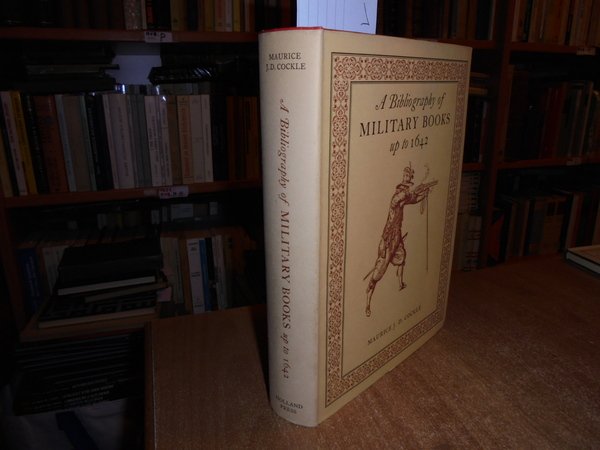 MAURICE
J. D. COCKLE
A Bibliography of MILITARY BOOKS up to 1642
HOLLAND
PRESS
A Bibliography of
MILITARY BOOKS
up to 1642
MAURICE J. D. COCKLE